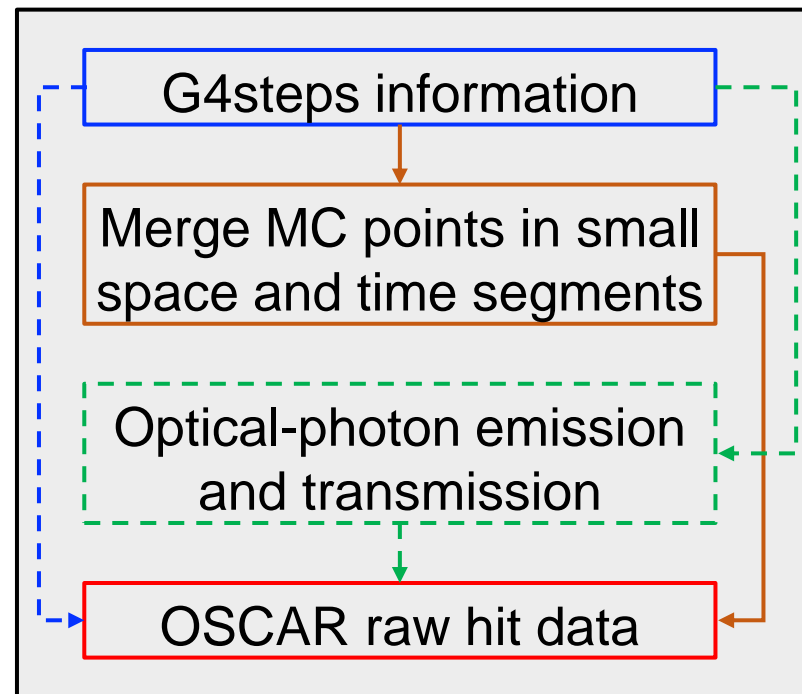 G4steps information
Merge MC points in small
space and time segments
Optical-photon emission
and transmission
OSCAR raw hit data